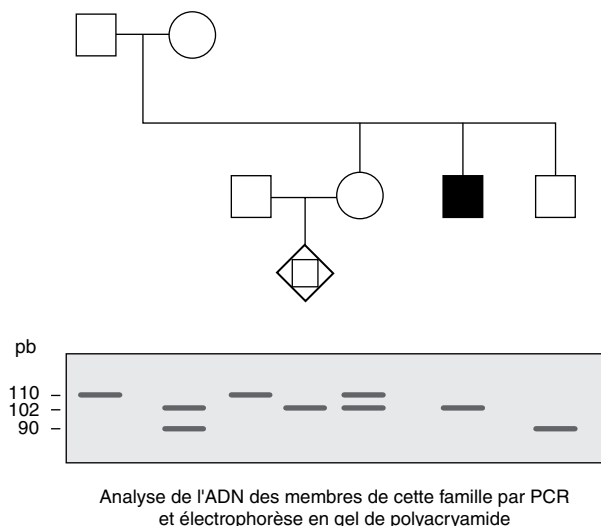 pb
110 –
102 –
90 –
Analyse de l'ADN des membres de cette famille par PCR
et électrophorèse en gel de polyacryamide